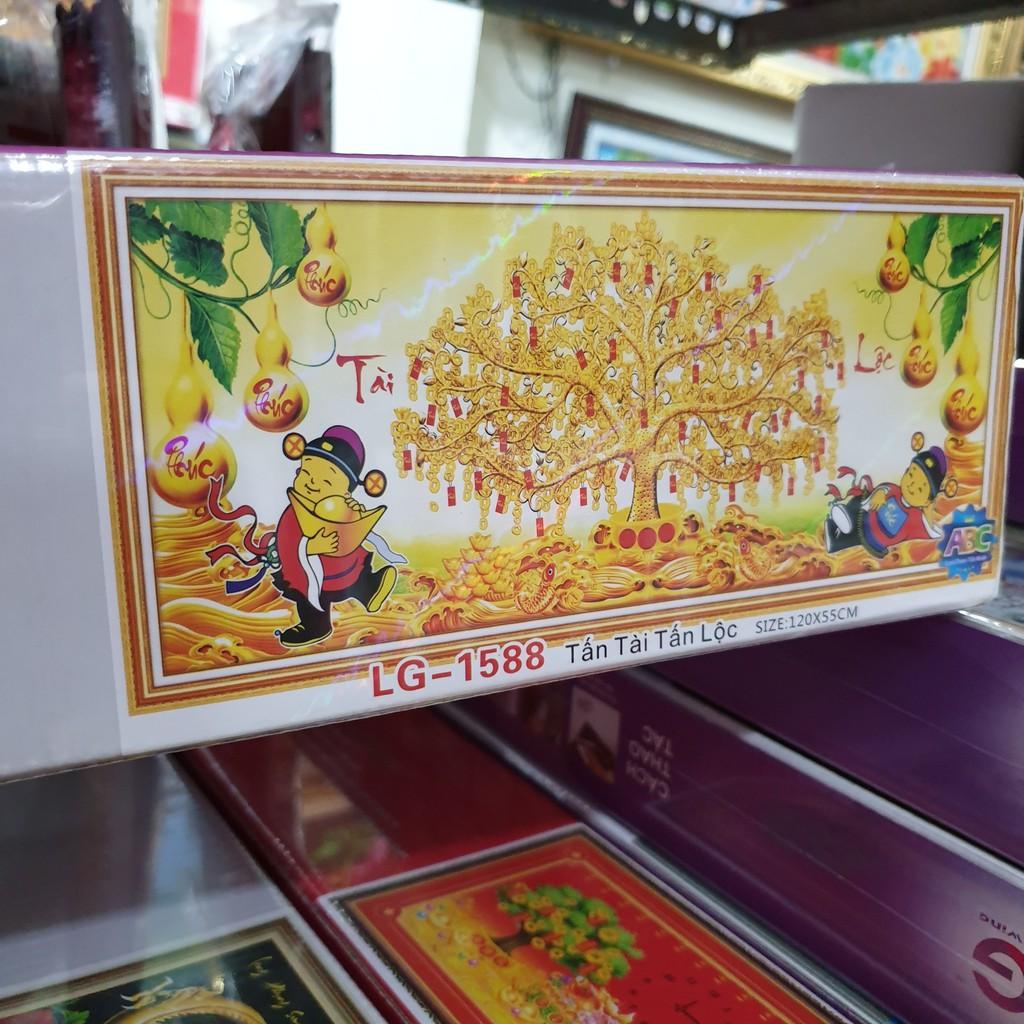 Phúc
Phúc
Phúc
Tài
Lộc
Phúc
Phúc
Phúc
ABC
LG-1588 Tấn Tài Tấn Lộc SIZE:120X55CM
CÁCH
THAO
TÁC